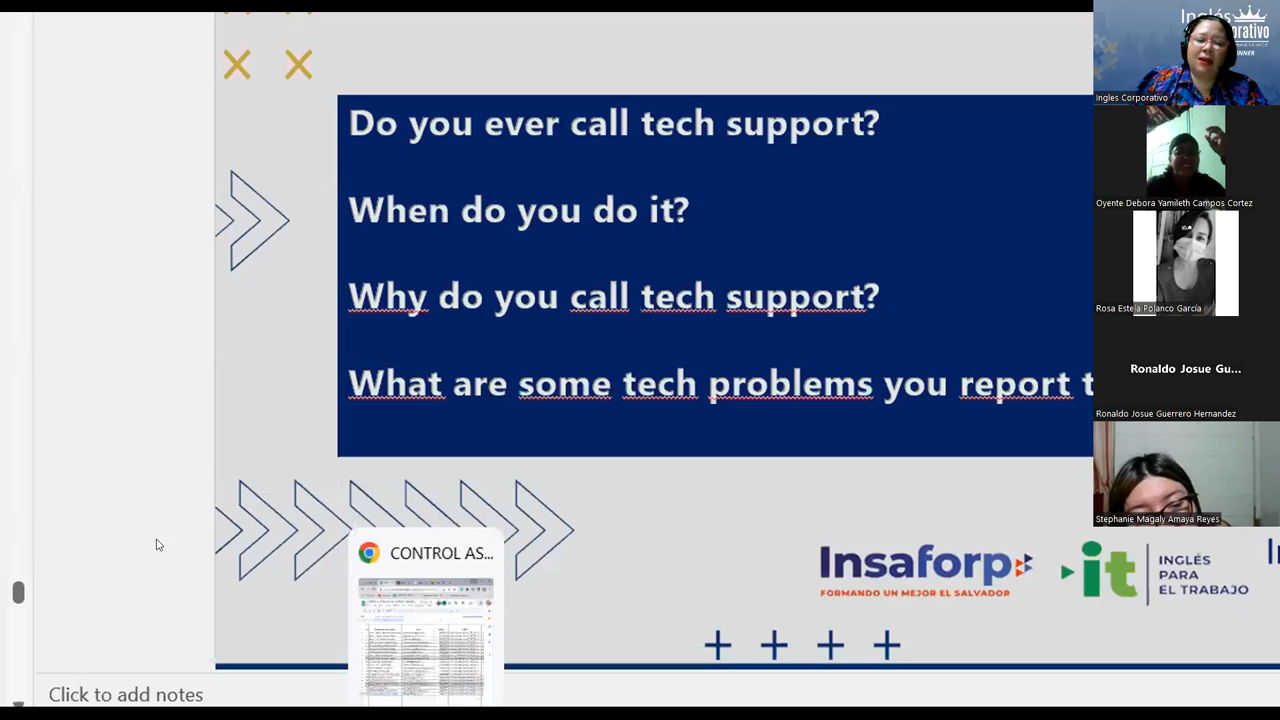 Do you ever call tech support?
When do you do it?
Why do you call tech support?
What are some tech problems you report t
CONTROL AS...
Insaforp
FORMANDO UN MEJOR EL SALVADOR
it
INGLÉS
PARA
EL TRABAJO
Click to add notes
Ingles Corporativo
Oyente Debora Yamileth Campos Cortez
Rosa Estela Polanco García
Ronaldo Josue Gu...
Ronaldo Josue Guerrero Hernandez
Stephanie Magaly Amaya Reyes